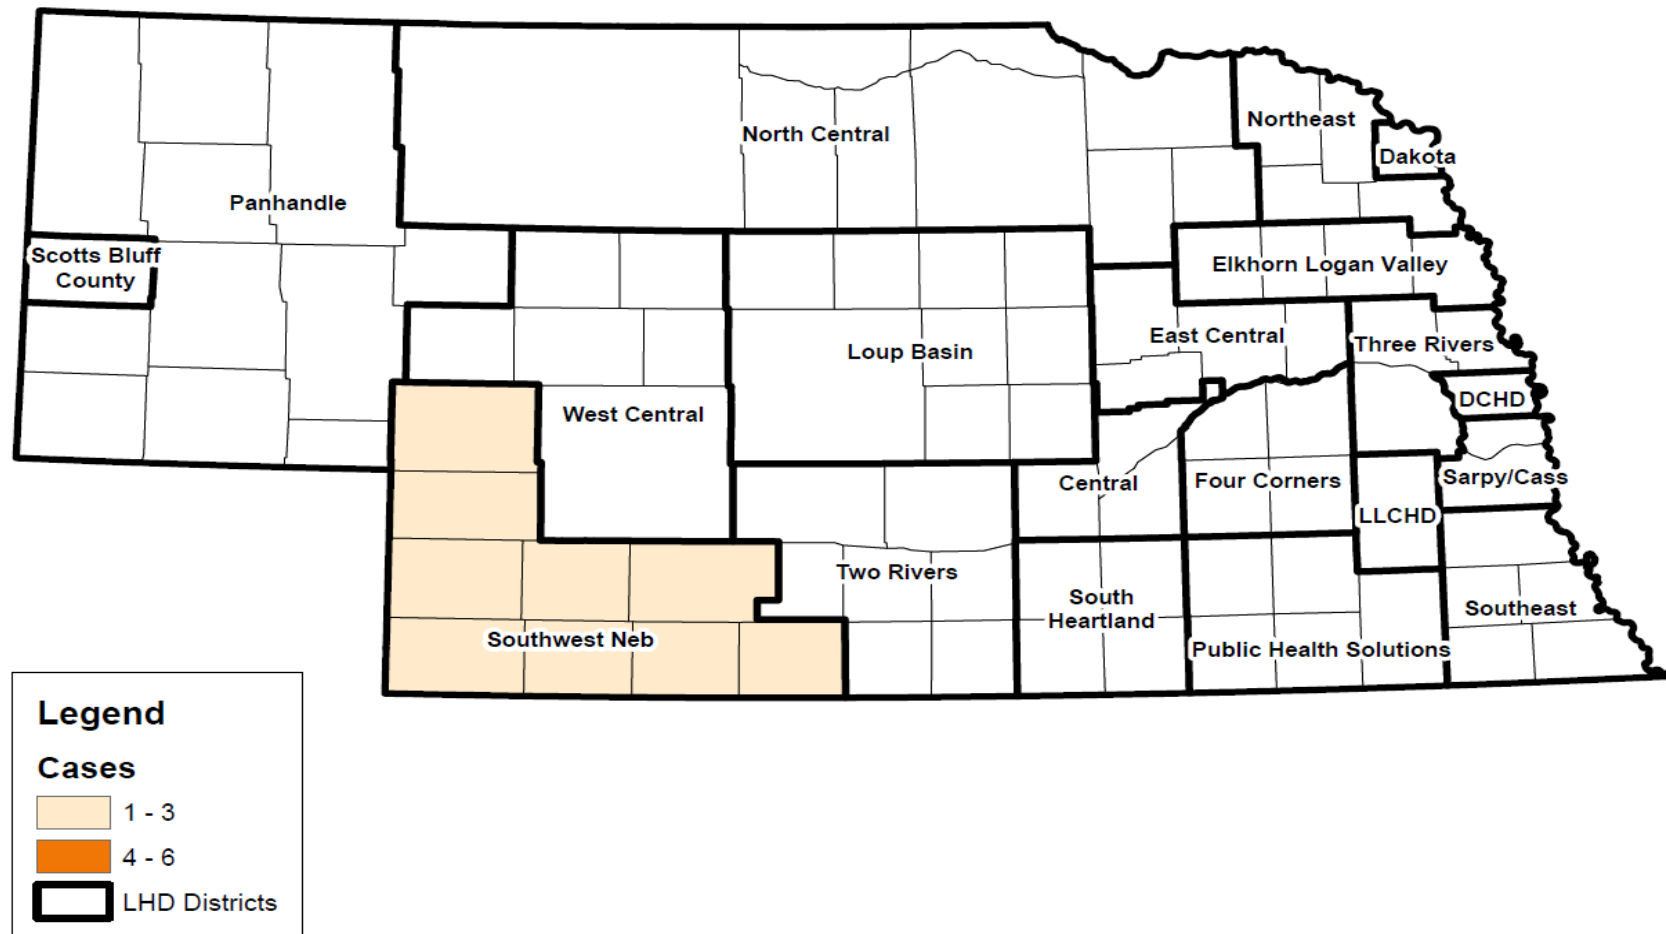 North Central
Northeast
Dakota
Panhandle
Scotts Bluff
County
Elkhorn Logan Valley
East Central
Three Rivers
Loup Basin
DCHD
West Central
Central
Four Corners
Sarpy/Cass
LLCHD
Two Rivers
South
Heartland
Southeast
Southwest Neb
Public Health Solutions
Legend
Cases
1 - 3
4 - 6
LHD Districts